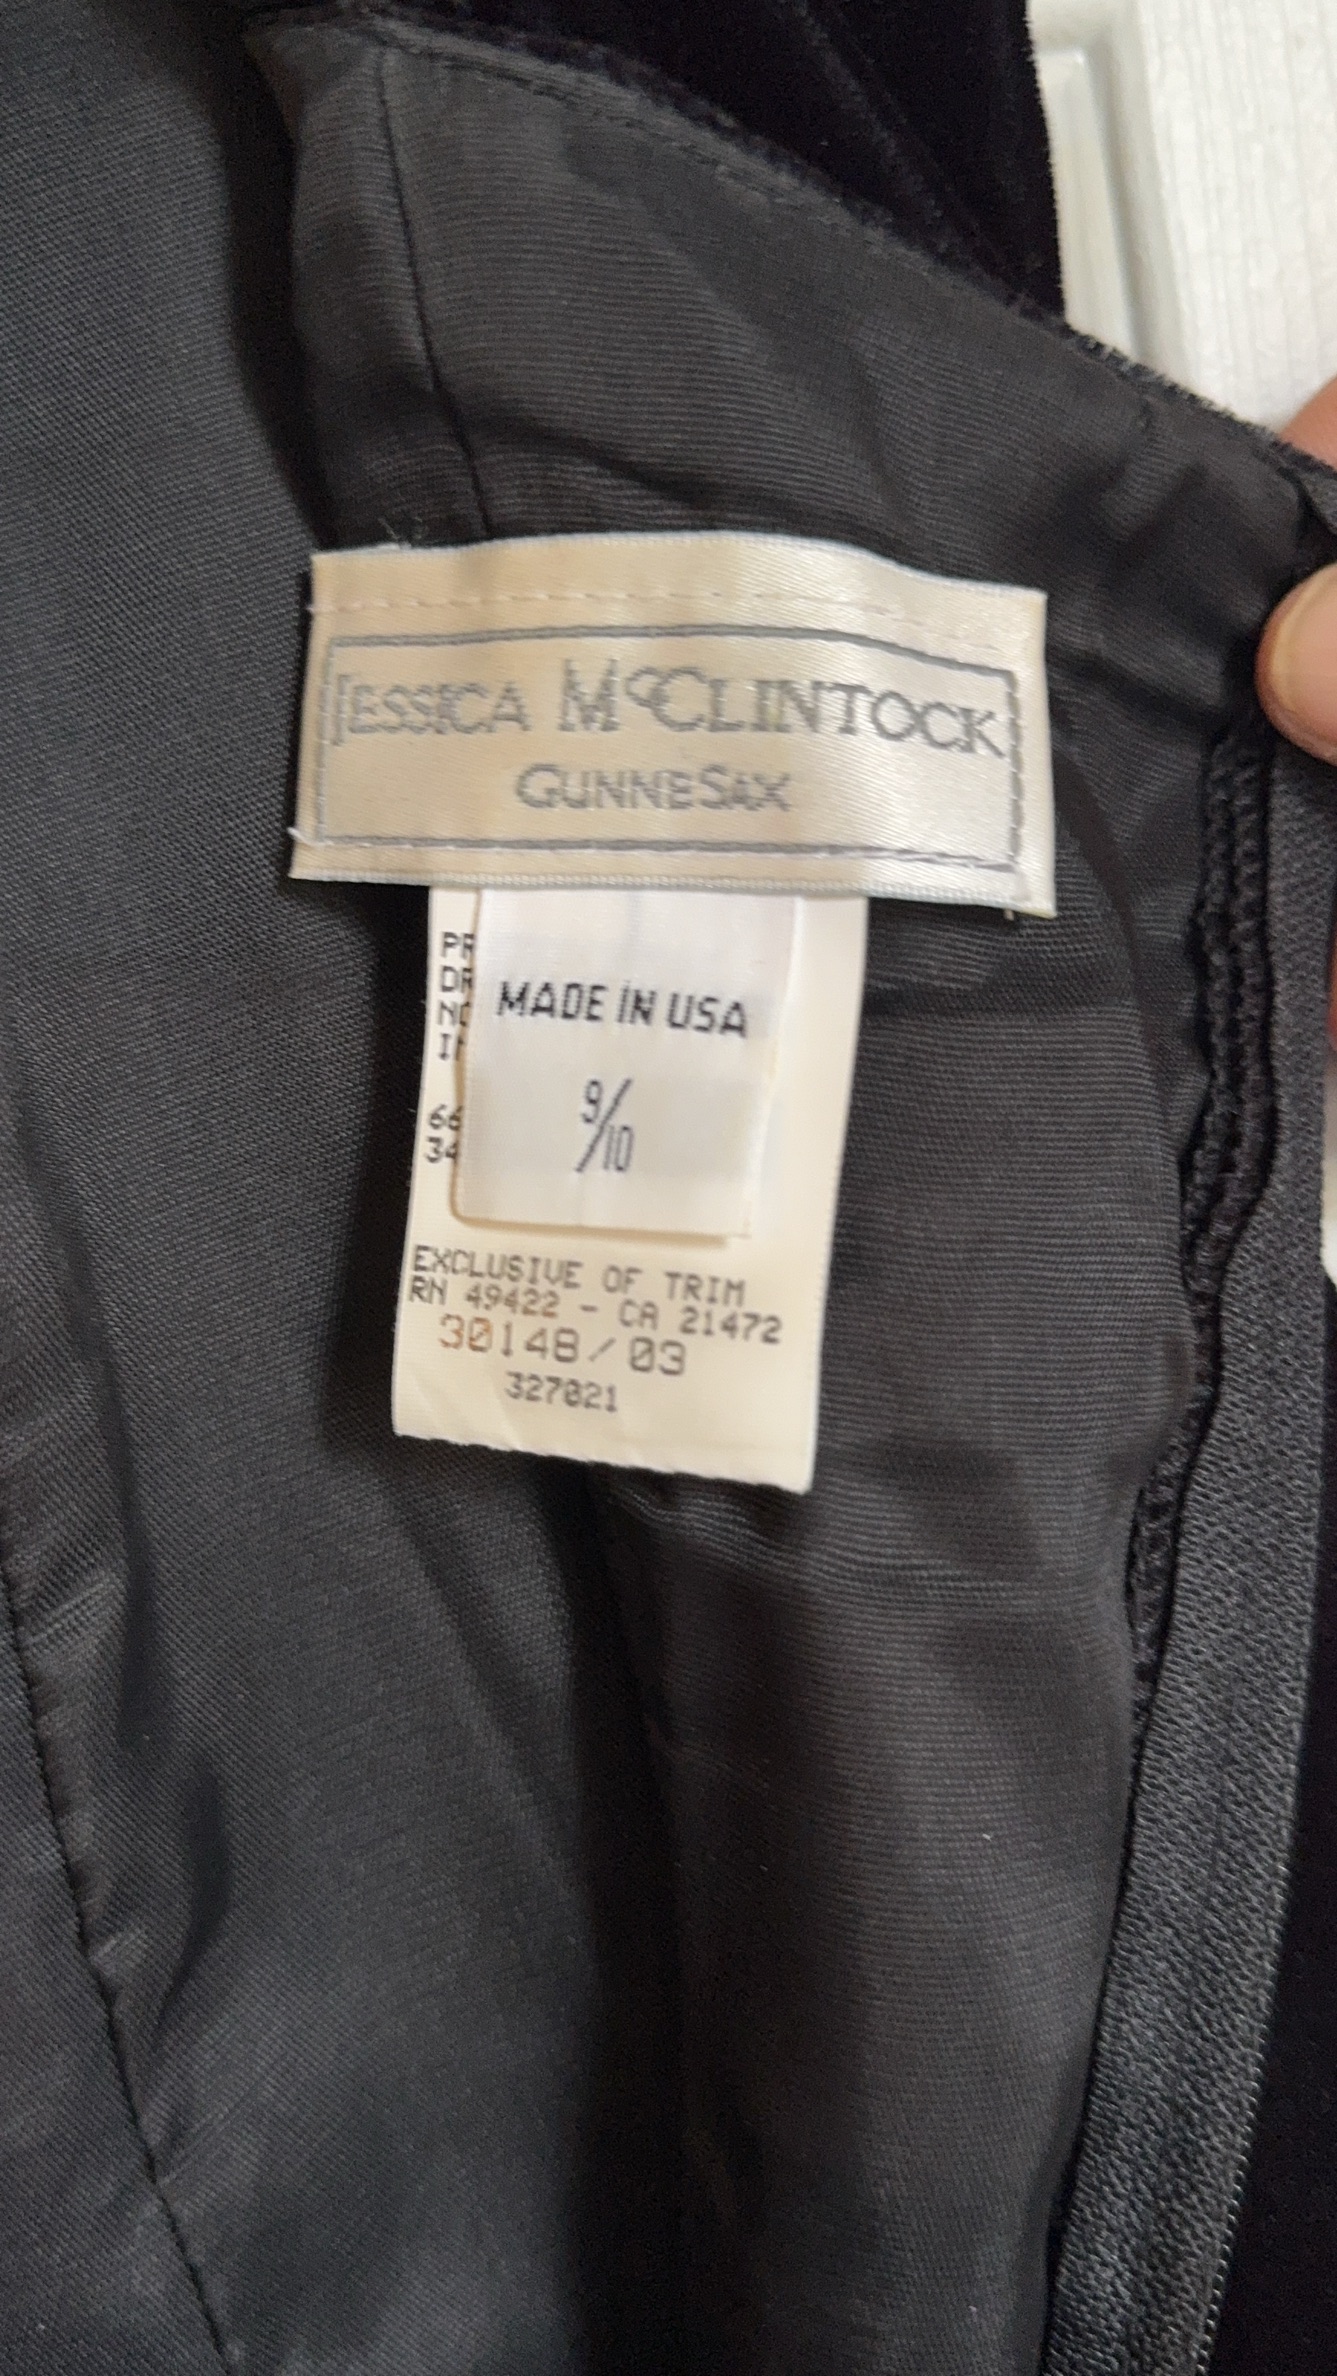 JESSICA McCLINTOCK
GUNNE SAX
MADE IN USA
9/10
EXCLUSIVE OF TRIM
RN 49422 - CA 21472
30148/03
327021